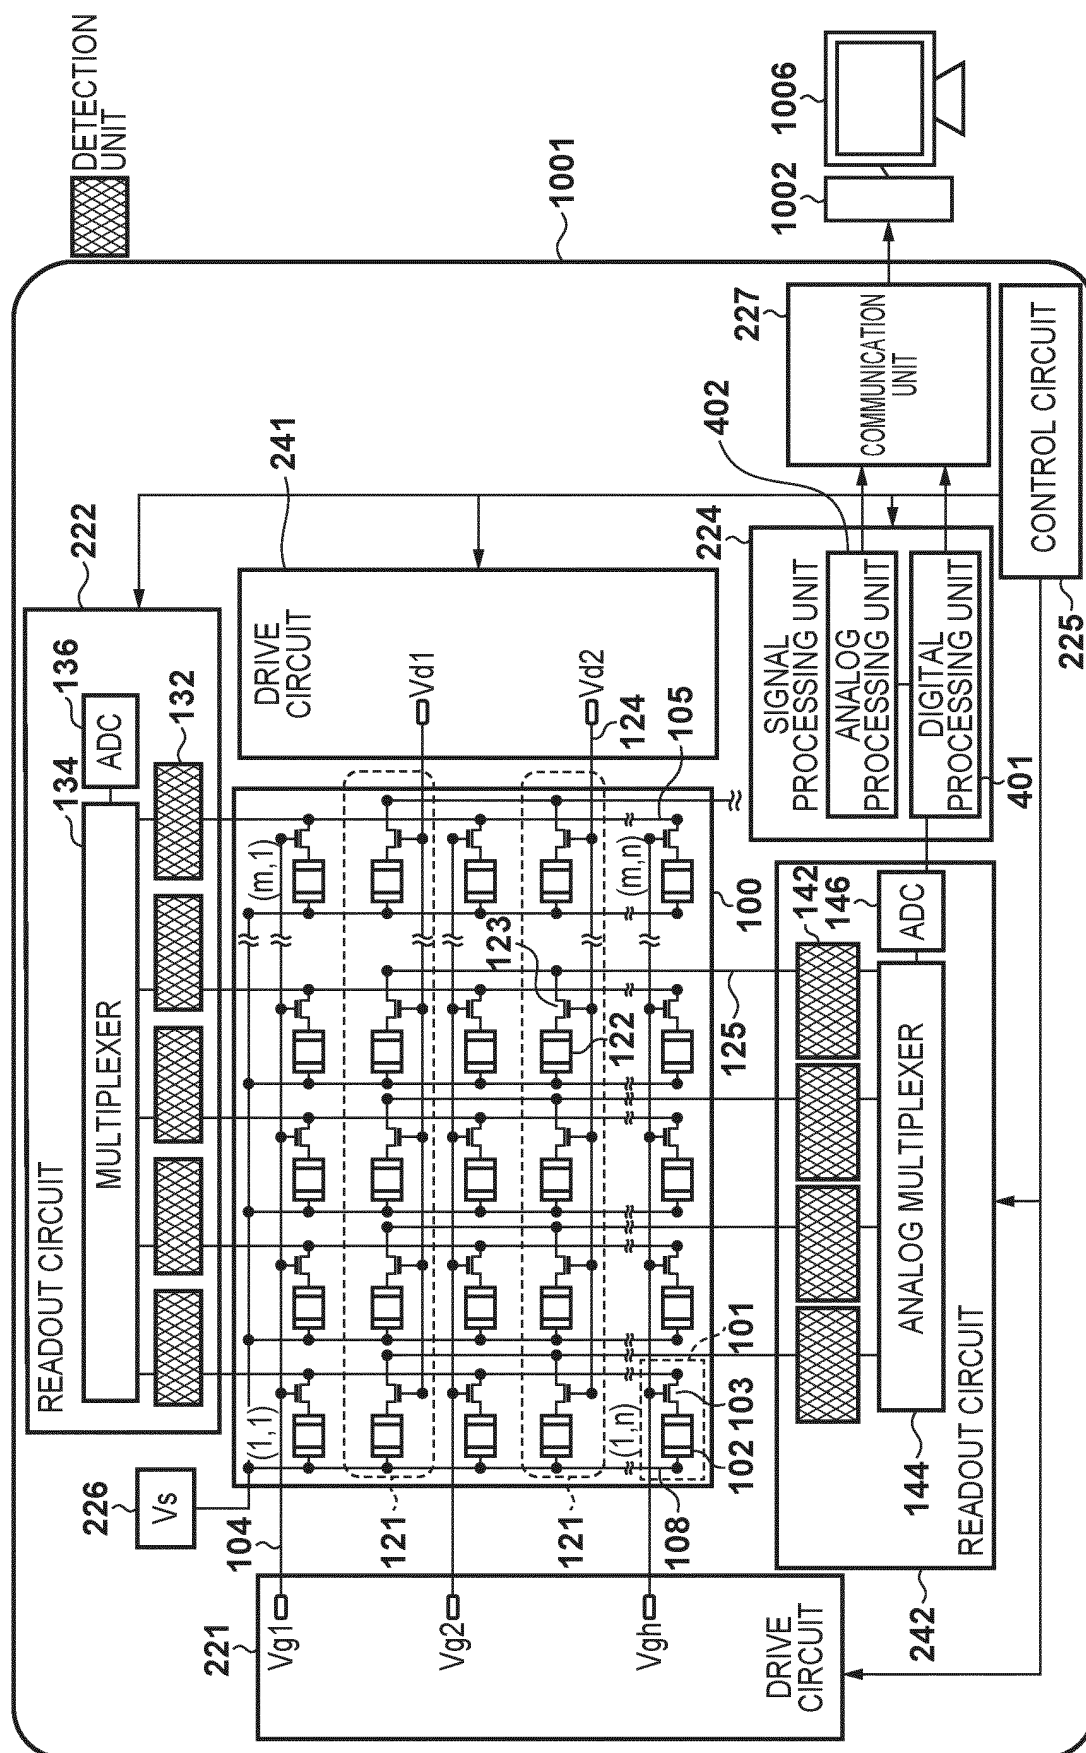 DETECTION
UNIT
1001
1006
1002
227
COMMUNICATION
UNIT
CONTROL CIRCUIT
225
222
READOUT CIRCUIT
134
MULTIPLEXER
136
ADC
132
241
DRIVE
CIRCUIT
Vd1
Vd2
124
105
402
224
SIGNAL
PROCESSING UNIT
ANALOG
PROCESSING UNIT
DIGITAL
PROCESSING UNIT
401
226
Vs
104
121
121
108
(1,1)
(m,1)
(1,n)
(m,n)
100
123
122
125
101
103
102
142
146
ADC
ANALOG MULTIPLEXER
144
READOUT CIRCUIT
242
221
Vg1
Vg2
Vgh
DRIVE
CIRCUIT